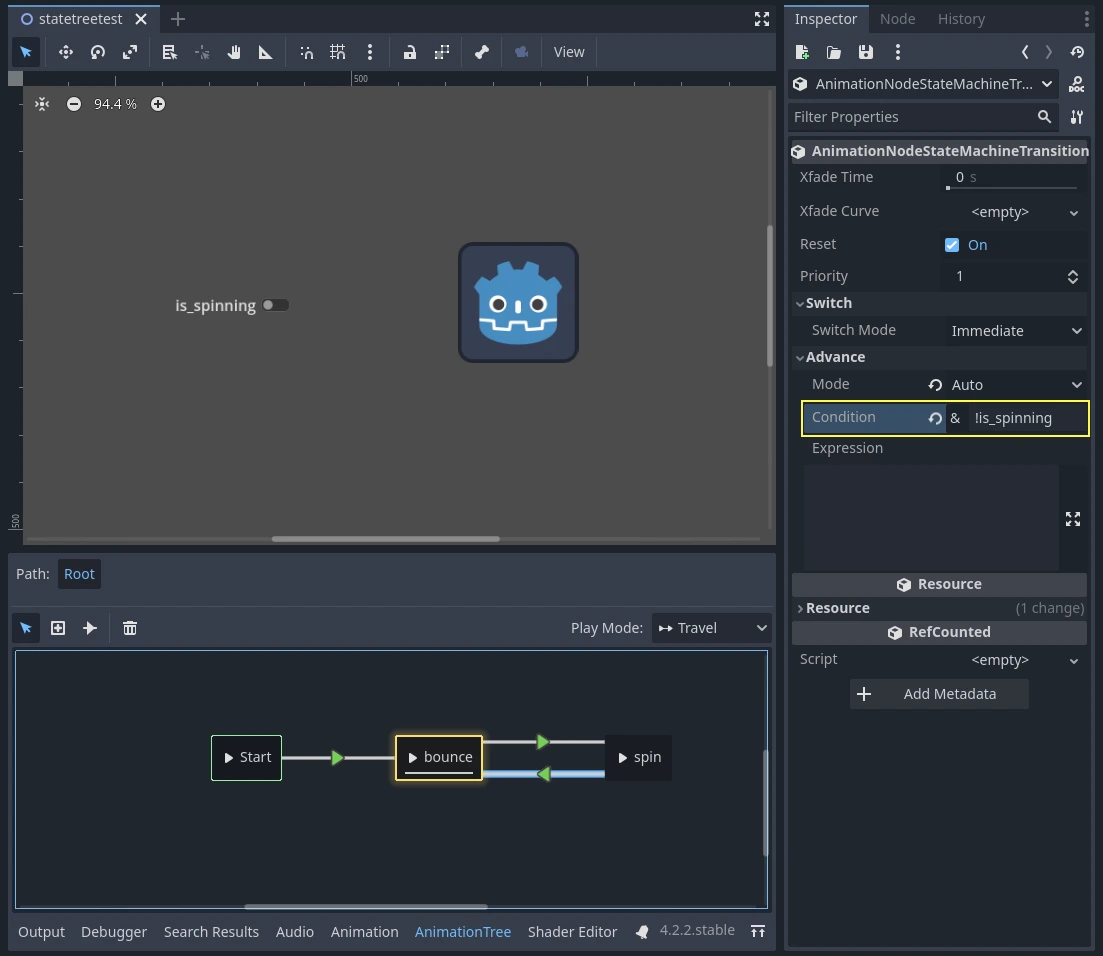 statetreetest
View
500
94.4 %
is_spinning
500
Path: Root
Play Mode: Travel
Start
bounce
spin
Output Debugger Search Results Audio Animation AnimationTree Shader Editor 4.2.2.stable
Inspector Node History
AnimationNodeStateMachineTr...
DOC
Filter Properties
AnimationNodeStateMachineTransition
Xfade Time 0 s
Xfade Curve <empty>
Reset On
Priority 1
Switch
Switch Mode Immediate
Advance
Mode Auto
Condition & !is_spinning
Expression
Resource
Resource (1 change)
RefCounted
Script <empty>
Add Metadata